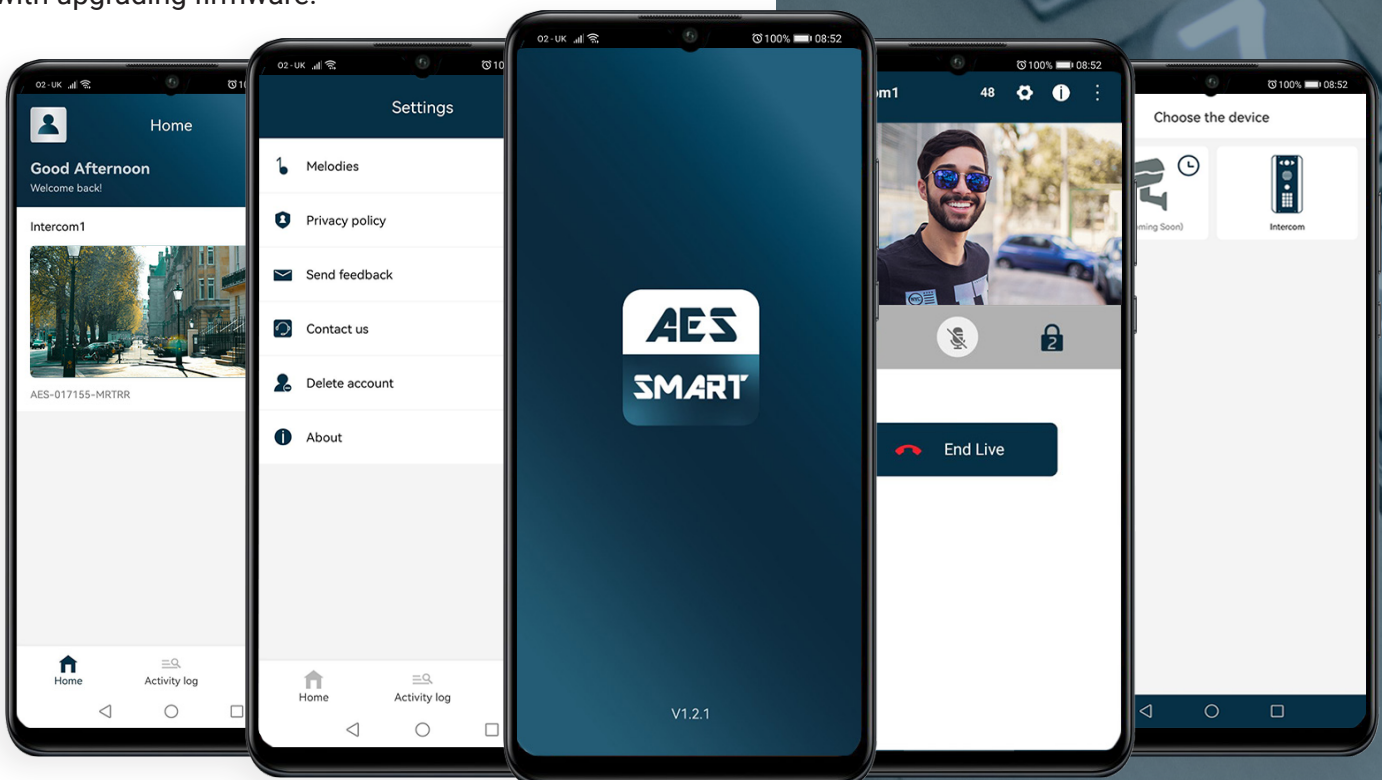 with upgrading firmware.
O2-UK
Home
Good Afternoon
Welcome back!
Intercom1
AES-017155-MRTRR
Home
Activity log
O2-UK
Settings
Melodies
Privacy policy
Send feedback
Contact us
Delete account
About
Home
Activity log
O2-UK 100% 08:52
AES
SMART
V1.2.1
100% 08:52
48
2
End Live
100% 08:52
Choose the device
Soon)
Intercom